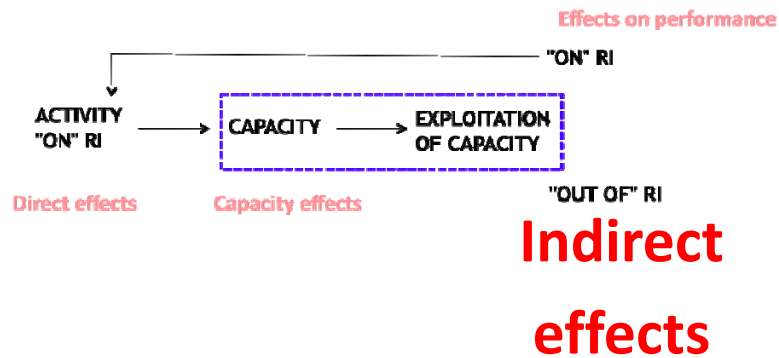 Effects on performance
"ON" RI
ACTIVITY
"ON" RI
CAPACITY
EXPLOITATION
OF CAPACITY
Direct effects
Capacity effects
"OUT OF" RI
Indirect
effects